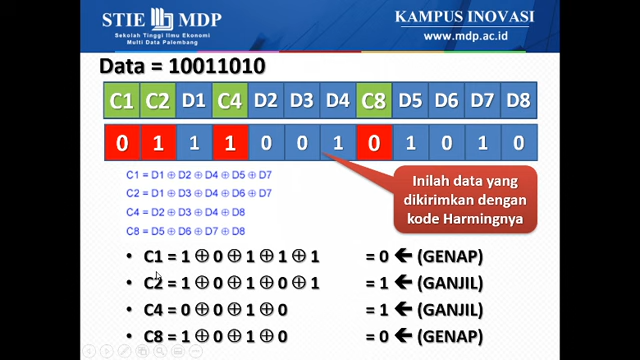 STIE MDP
Sekolah Tinggi Ilmu Ekonomi
Multi Data Palembang
KAMPUS INOVASI
www.mdp.ac.id
Data = 10011010
C1 C2 D1 C4 D2 D3 D4 C8 D5 D6 D7 D8
0 1 1 1 0 0 1 0 1 0 1 0
C1 = D1 ⊕ D2 ⊕ D4 ⊕ D5 ⊕ D7
C2 = D1 ⊕ D3 ⊕ D4 ⊕ D6 ⊕ D7
C4 = D2 ⊕ D3 ⊕ D4 ⊕ D8
C8 = D5 ⊕ D6 ⊕ D7 ⊕ D8
Inilah data yang
dikirimkan dengan
kode Harmingnya
• C1 = 1 ⊕ 0 ⊕ 1 ⊕ 1 ⊕ 1 = 0 ← (GENAP)
• C2 = 1 ⊕ 0 ⊕ 1 ⊕ 0 ⊕ 1 = 1 ← (GANJIL)
• C4 = 0 ⊕ 0 ⊕ 1 ⊕ 0 = 1 ← (GANJIL)
• C8 = 1 ⊕ 0 ⊕ 1 ⊕ 0 = 0 ← (GENAP)